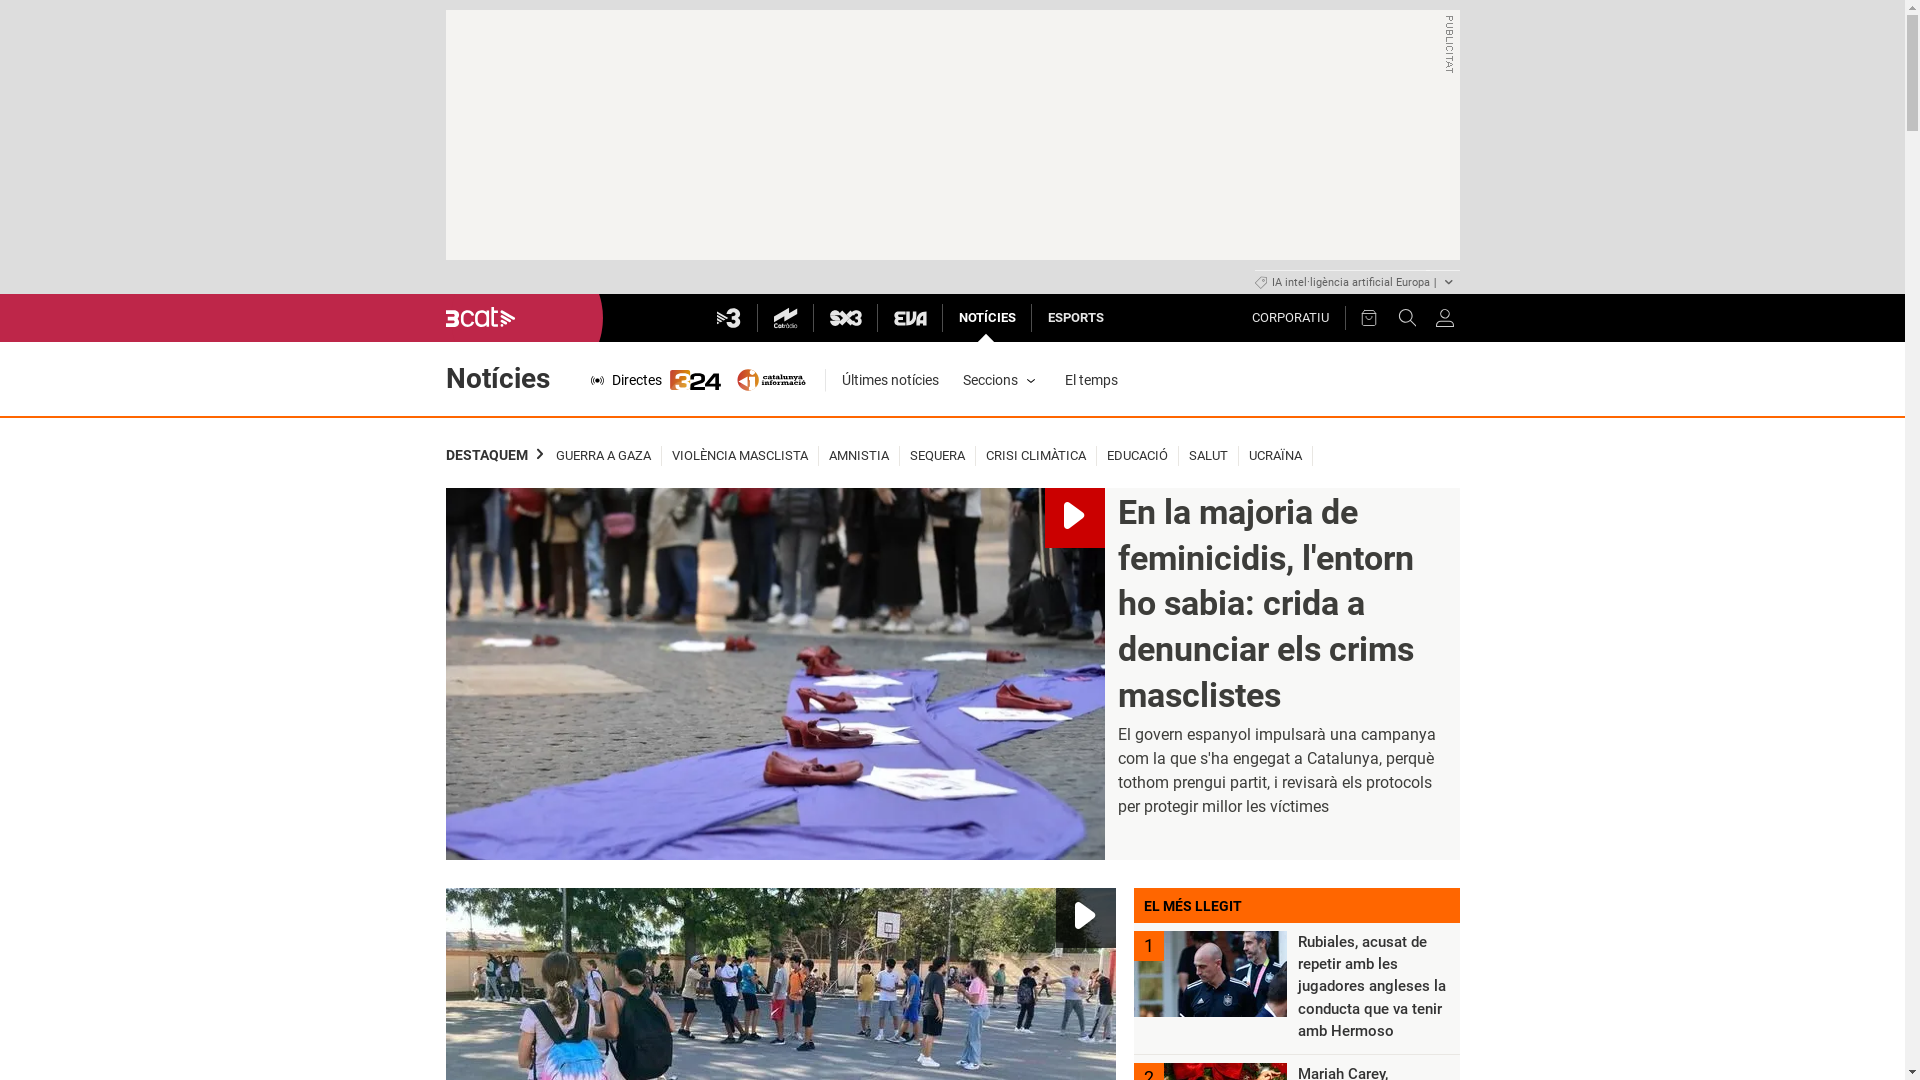 PUBLICITAT
IA intel·ligència artificial Europa |
3cat
3
Catràdio
SX3
EVA
NOTÍCIES
ESPORTS
CORPORATIU
Notícies
Directes
324
catalunya
informació
Últimes notícies
Seccions
El temps
DESTAQUEM
GUERRA A GAZA
VIOLÈNCIA MASCLISTA
AMNISTIA
SEQUERA
CRISI CLIMÀTICA
EDUCACIÓ
SALUT
UCRAÏNA
En la majoria de
feminicidis, l'entorn
ho sabia: crida a
denunciar els crims
masclistes
El govern espanyol impulsarà una campanya
com la que s'ha engegat a Catalunya, perquè
tothom prengui partit, i revisarà els protocols
per protegir millor les víctimes
EL MÉS LLEGIT
1
Rubiales, acusat de
repetir amb les
jugadores angleses la
conducta que va tenir
amb Hermoso
2
Mariah Carey,